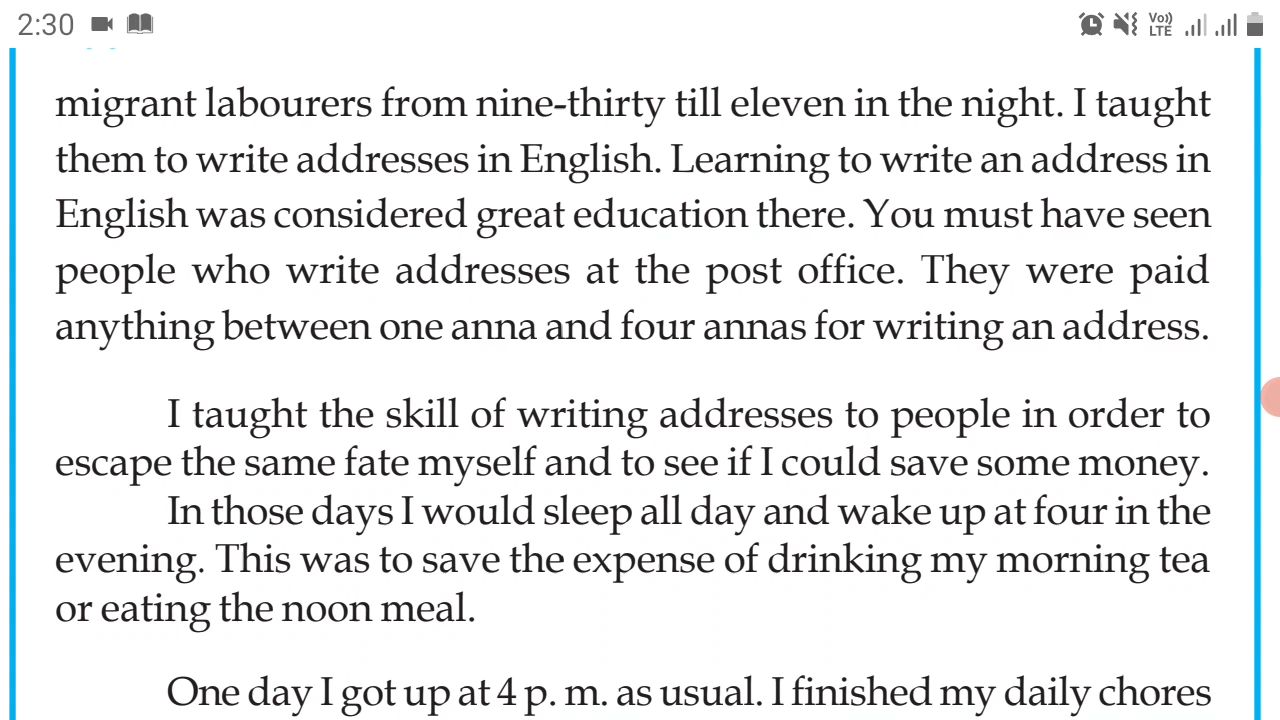 2:30
Vo))
LTE
migrant labourers from nine-thirty till eleven in the night. I taught
them to write addresses in English. Learning to write an address in
English was considered great education there. You must have seen
people who write addresses at the post office. They were paid
anything between one anna and four annas for writing an address.
I taught the skill of writing addresses to people in order to
escape the same fate myself and to see if I could save some money.
In those days I would sleep all day and wake up at four in the
evening. This was to save the expense of drinking my morning tea
or eating the noon meal.
One day I got up at 4 p. m. as usual. I finished my daily chores